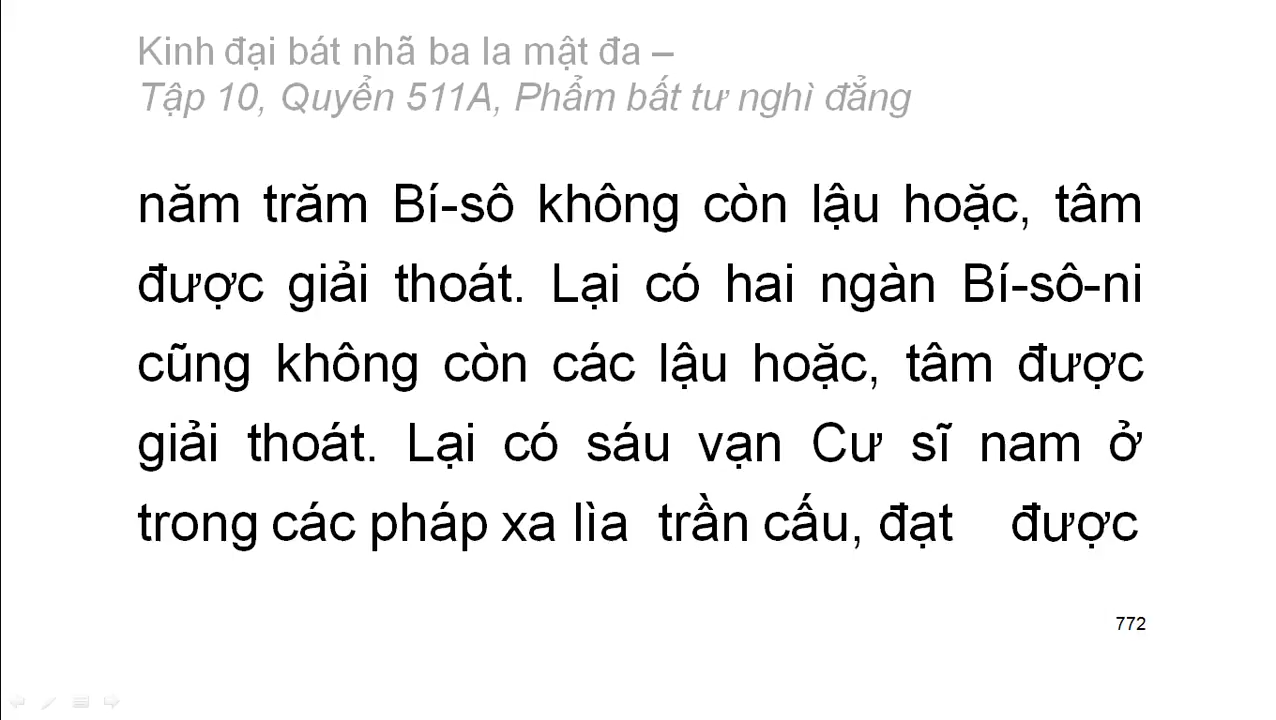 Kinh đại bát nhã ba la mật đa –
Tập 10, Quyển 511A, Phẩm bất tư nghì đẳng
năm trăm Bí-sô không còn lậu hoặc, tâm
được giải thoát. Lại có hai ngàn Bí-sô-ni
cũng không còn các lậu hoặc, tâm được
giải thoát. Lại có sáu vạn Cư sĩ nam ở
trong các pháp xa lìa trần cấu, đạt được
772